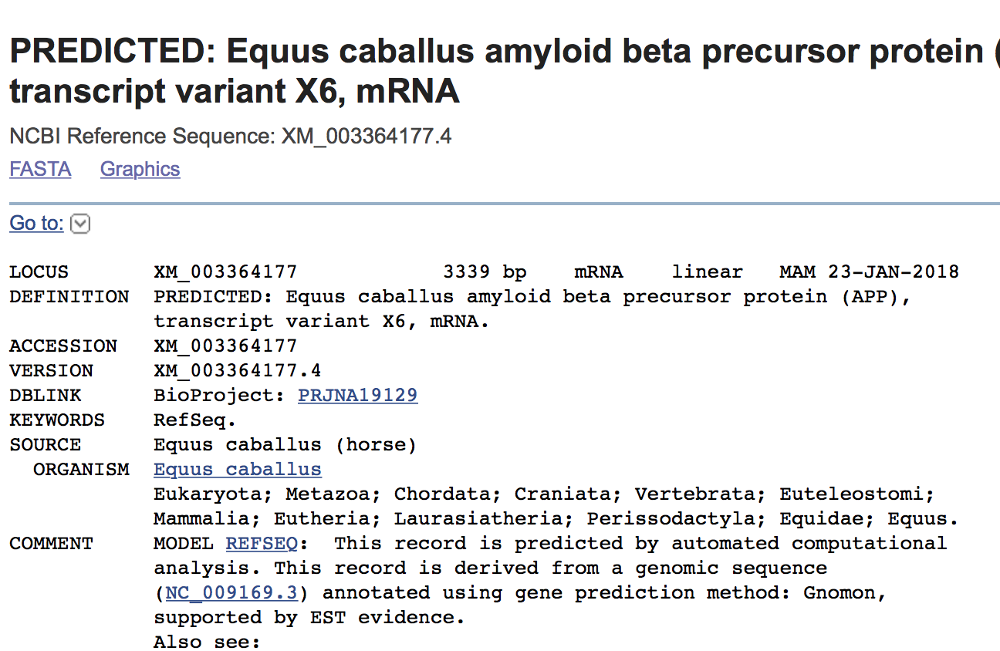 PREDICTED: Equus caballus amyloid beta precursor protein (
transcript variant X6, mRNA
NCBI Reference Sequence: XM_003364177.4
FASTA Graphics
Go to:
LOCUS XM_003364177 3339 bp mRNA linear MAM 23-JAN-2018
DEFINITION PREDICTED: Equus caballus amyloid beta precursor protein (APP),
transcript variant X6, mRNA.
ACCESSION XM_003364177
VERSION XM_003364177.4
DBLINK BioProject: PRJNA19129
KEYWORDS RefSeq.
SOURCE Equus caballus (horse)
ORGANISM Equus caballus
Eukaryota; Metazoa; Chordata; Craniata; Vertebrata; Euteleostomi;
Mammalia; Eutheria; Laurasiatheria; Perissodactyla; Equidae; Equus.
COMMENT MODEL REFSEQ: This record is predicted by automated computational
analysis. This record is derived from a genomic sequence
(NC_009169.3) annotated using gene prediction method: Gnomon,
supported by EST evidence.
Also see: